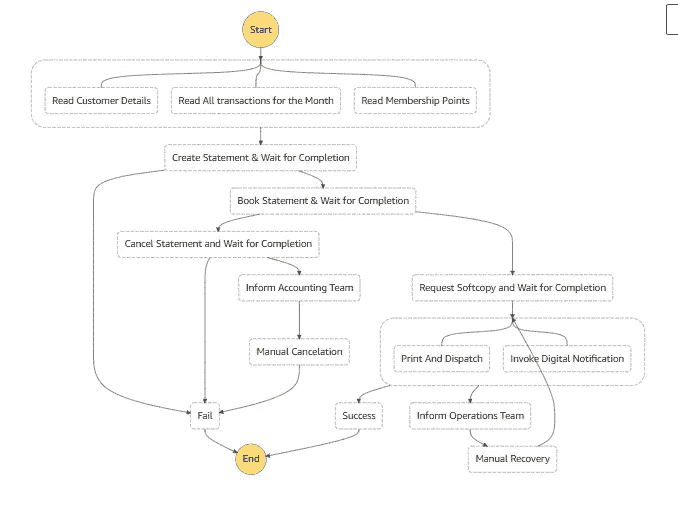 Start
Read Customer Details
Read All transactions for the Month
Read Membership Points
Create Statement & Wait for Completion
Book Statement & Wait for Completion
Cancel Statement and Wait for Completion
Inform Accounting Team
Request Softcopy and Wait for Completion
Manual Cancelation
Print And Dispatch
Invoke Digital Notification
Fail
Success
Inform Operations Team
End
Manual Recovery